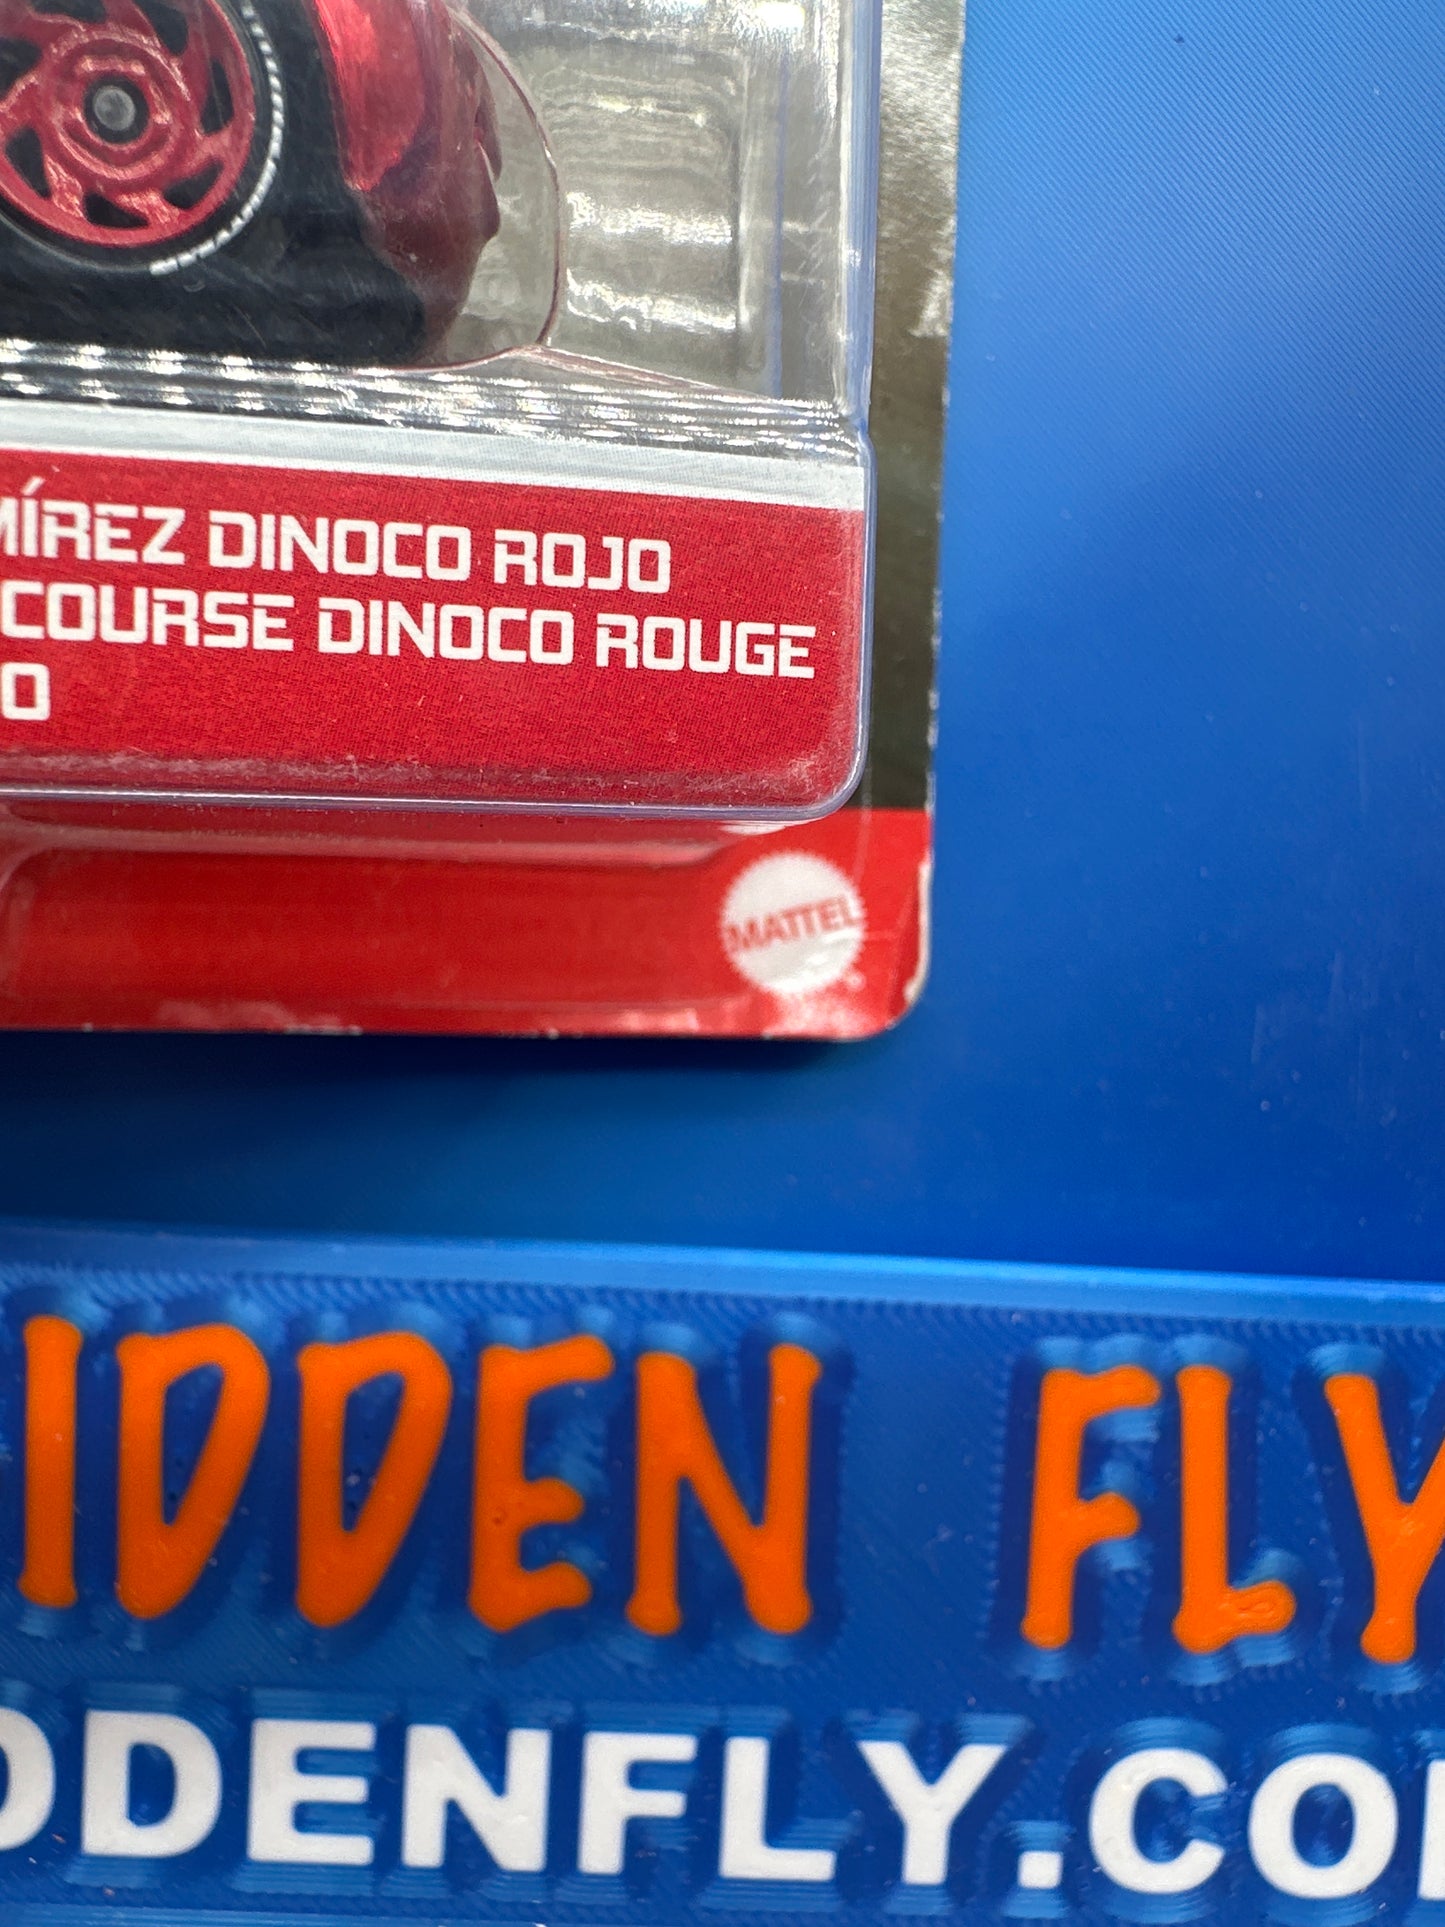 MÍREZ DINOCO ROJO
COURSE DINOCO ROUGE
O
MATTEL
IDDEN FLY
DDENFLY.CO